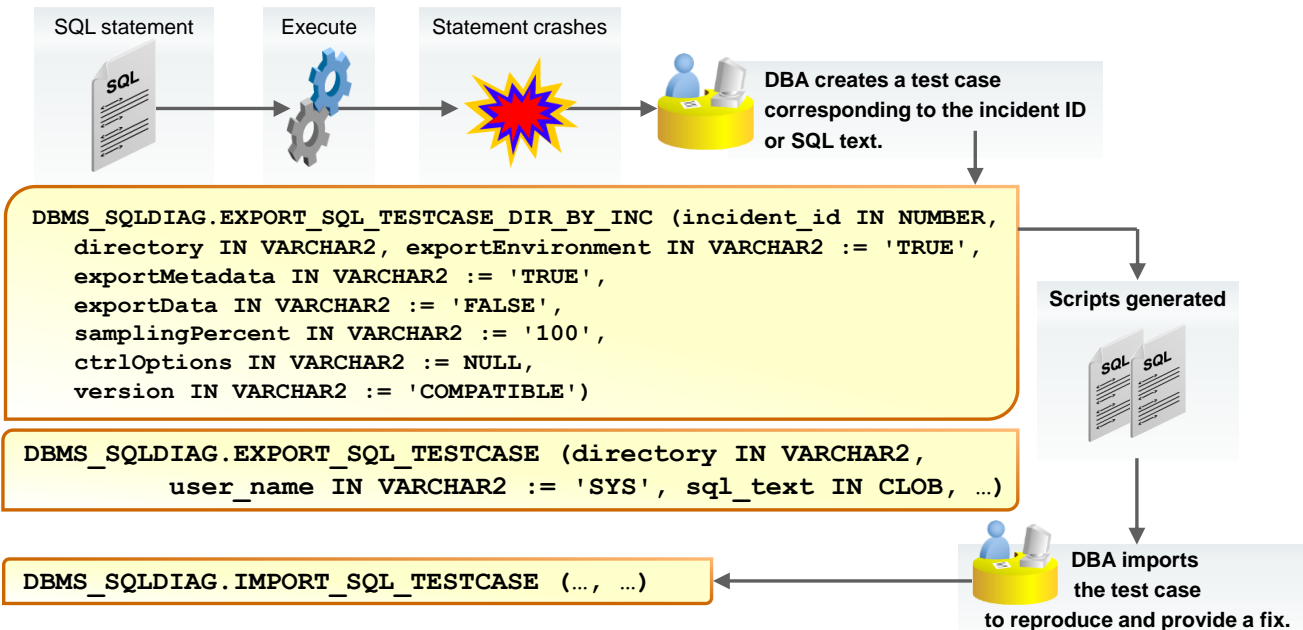 SQL statement
Execute
Statement crashes
SQL
DBA creates a test case
corresponding to the incident ID
or SQL text.
DBMS_SQLDIAG.EXPORT_SQL_TESTCASE_DIR_BY_INC (incident_id IN NUMBER,
directory IN VARCHAR2, exportEnvironment IN VARCHAR2 := 'TRUE',
exportMetadata IN VARCHAR2 := 'TRUE',
exportData IN VARCHAR2 := 'FALSE',
samplingPercent IN VARCHAR2 := '100',
ctrlOptions IN VARCHAR2 := NULL,
version IN VARCHAR2 := 'COMPATIBLE')
Scripts generated
SQL SQL
DBMS_SQLDIAG.EXPORT_SQL_TESTCASE (directory IN VARCHAR2,
user_name IN VARCHAR2 := 'SYS', sql_text IN CLOB, …)
DBMS_SQLDIAG.IMPORT_SQL_TESTCASE (…, …)
DBA imports
the test case
to reproduce and provide a fix.